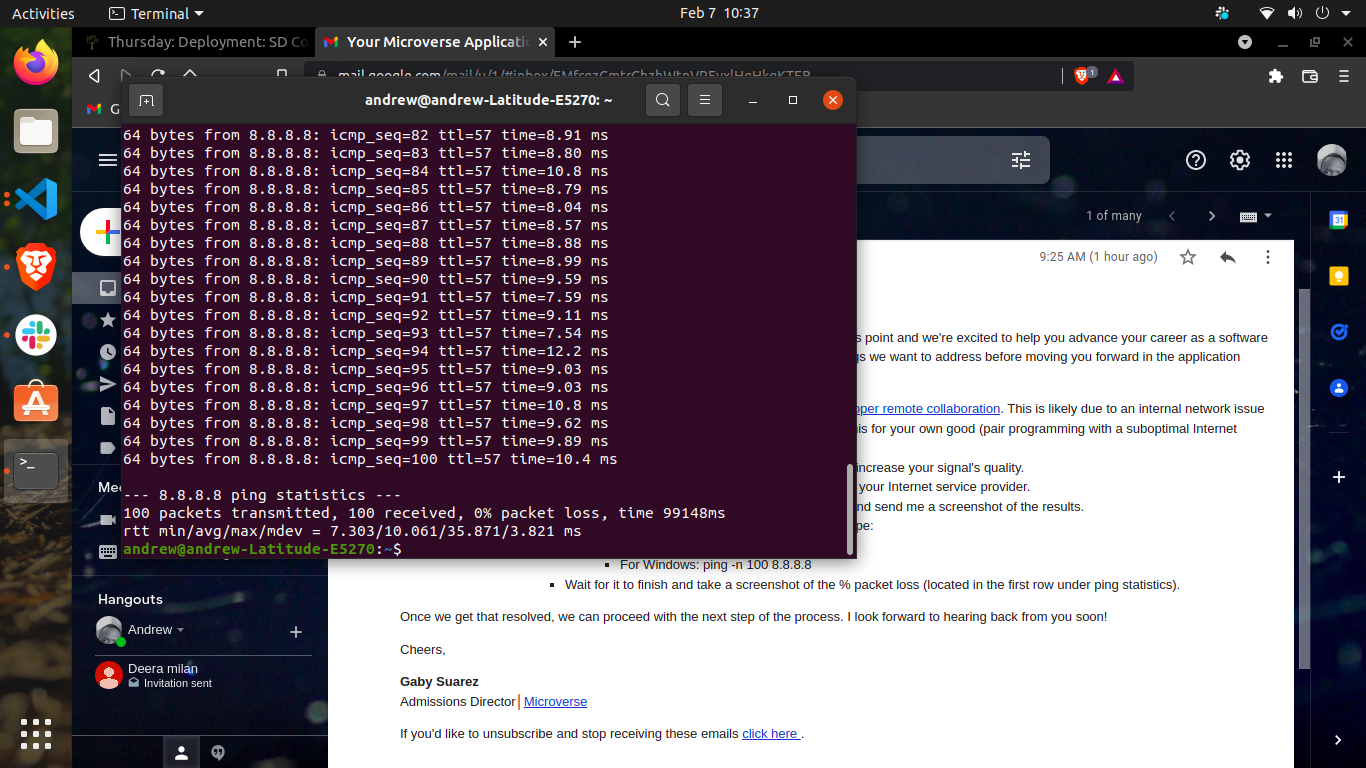 Activities
Terminal
Feb 7 10:37
Thursday: Deployment: SD Co
Your Microverse Applicati
andrew@andrew-Latitude-E5270: ~
64 bytes from 8.8.8.8: icmp_seq=82 ttl=57 time=8.91 ms
64 bytes from 8.8.8.8: icmp_seq=83 ttl=57 time=8.80 ms
64 bytes from 8.8.8.8: icmp_seq=84 ttl=57 time=10.8 ms
64 bytes from 8.8.8.8: icmp_seq=85 ttl=57 time=8.79 ms
64 bytes from 8.8.8.8: icmp_seq=86 ttl=57 time=8.04 ms
64 bytes from 8.8.8.8: icmp_seq=87 ttl=57 time=8.57 ms
64 bytes from 8.8.8.8: icmp_seq=88 ttl=57 time=8.88 ms
64 bytes from 8.8.8.8: icmp_seq=89 ttl=57 time=8.99 ms
64 bytes from 8.8.8.8: icmp_seq=90 ttl=57 time=9.59 ms
64 bytes from 8.8.8.8: icmp_seq=91 ttl=57 time=7.59 ms
64 bytes from 8.8.8.8: icmp_seq=92 ttl=57 time=9.11 ms
64 bytes from 8.8.8.8: icmp_seq=93 ttl=57 time=7.54 ms
64 bytes from 8.8.8.8: icmp_seq=94 ttl=57 time=12.2 ms
64 bytes from 8.8.8.8: icmp_seq=95 ttl=57 time=9.03 ms
64 bytes from 8.8.8.8: icmp_seq=96 ttl=57 time=9.03 ms
64 bytes from 8.8.8.8: icmp_seq=97 ttl=57 time=10.8 ms
64 bytes from 8.8.8.8: icmp_seq=98 ttl=57 time=9.62 ms
64 bytes from 8.8.8.8: icmp_seq=99 ttl=57 time=9.89 ms
64 bytes from 8.8.8.8: icmp_seq=100 ttl=57 time=10.4 ms
--- 8.8.8.8 ping statistics ---
100 packets transmitted, 100 received, 0% packet loss, time 99148ms
rtt min/avg/max/mdev = 7.303/10.061/35.871/3.821 ms
andrew@andrew-Latitude-E5270:~$
1 of many
9:25 AM (1 hour ago)
s point and we're excited to help you advance your career as a software
gs we want to address before moving you forward in the application
oper remote collaboration. This is likely due to an internal network issue
his for your own good (pair programming with a suboptimal Internet
increase your signal's quality.
your Internet service provider.
nd send me a screenshot of the results.
pe:
For Windows: ping -n 100 8.8.8.8
Wait for it to finish and take a screenshot of the % packet loss (located in the first row under ping statistics).
Once we get that resolved, we can proceed with the next step of the process. I look forward to hearing back from you soon!
Cheers,
Gaby Suarez
Admissions Director | Microverse
If you'd like to unsubscribe and stop receiving these emails click here .
Mee
Hangouts
Andrew
Deera milan
Invitation sent
31
1
G